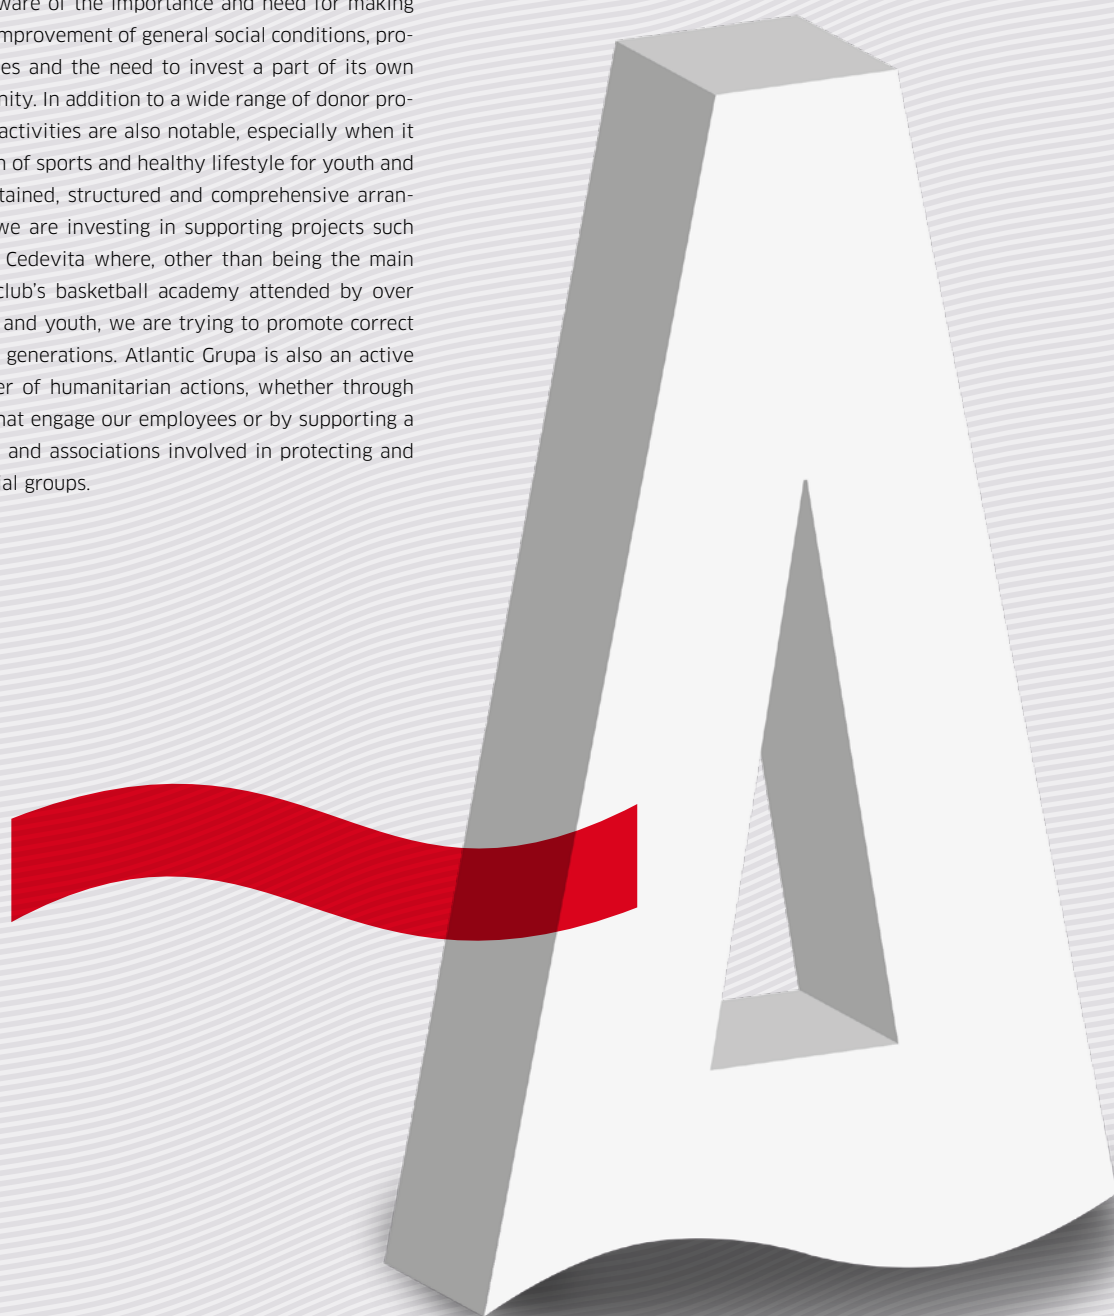 ware of the importance and need for making
mprovement of general social conditions, pro-
es and the need to invest a part of its own
nity. In addition to a wide range of donor pro-
activities are also notable, especially when it
n of sports and healthy lifestyle for youth and
tained, structured and comprehensive arran-
we are investing in supporting projects such
Cedevita where, other than being the main
club's basketball academy attended by over
and youth, we are trying to promote correct
generations. Atlantic Grupa is also an active
er of humanitarian actions, whether through
hat engage our employees or by supporting a
and associations involved in protecting and
ial groups.